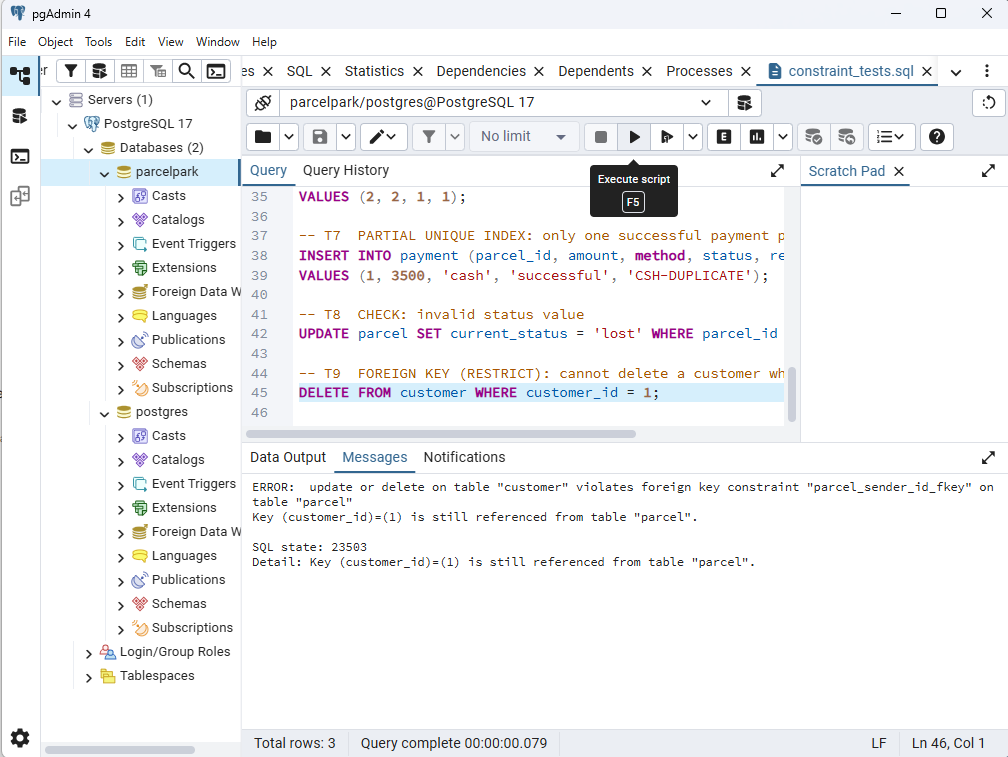 pgAdmin 4
File Object Tools Edit View Window Help
er
es SQL Statistics Dependencies Dependents Processes constraint_tests.sql
parcelpark/postgres@PostgreSQL 17
No limit
E
Servers (1)
PostgreSQL 17
Databases (2)
parcelpark
Casts
Catalogs
Event Triggers
Extensions
Foreign Data W
Languages
Publications
Schemas
Subscriptions
postgres
Casts
Catalogs
Event Triggers
Extensions
Foreign Data W
Languages
Publications
Schemas
Subscriptions
Login/Group Roles
Tablespaces
Query Query History
Execute script
F5
Scratch Pad
35 VALUES (2, 2, 1, 1);
36
37 -- T7  PARTIAL UNIQUE INDEX: only one successful payment p
38 INSERT INTO payment (parcel_id, amount, method, status, re
39 VALUES (1, 3500, 'cash', 'successful', 'CSH-DUPLICATE');
40
41 -- T8  CHECK: invalid status value
42 UPDATE parcel SET current_status = 'lost' WHERE parcel_id
43
44 -- T9  FOREIGN KEY (RESTRICT): cannot delete a customer wh
45 DELETE FROM customer WHERE customer_id = 1;
46
Data Output Messages Notifications
ERROR:  update or delete on table "customer" violates foreign key constraint "parcel_sender_id_fkey" on
table "parcel"
Key (customer_id)=(1) is still referenced from table "parcel".
SQL state: 23503
Detail: Key (customer_id)=(1) is still referenced from table "parcel".
Total rows: 3 Query complete 00:00:00.079 LF Ln 46, Col 1